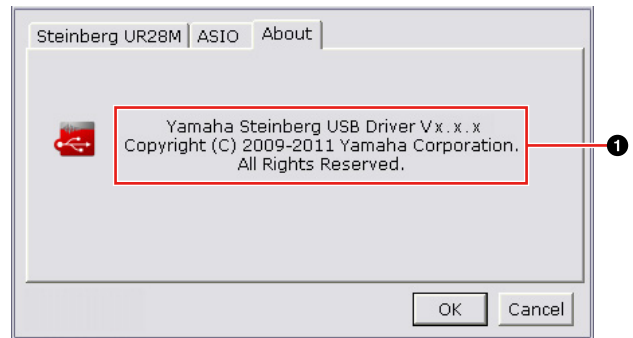 Steinberg UR28M ASIO About
Yamaha Steinberg USB Driver Vx.x.x
Copyright (C) 2009-2011 Yamaha Corporation.
All Rights Reserved.
1
OK Cancel